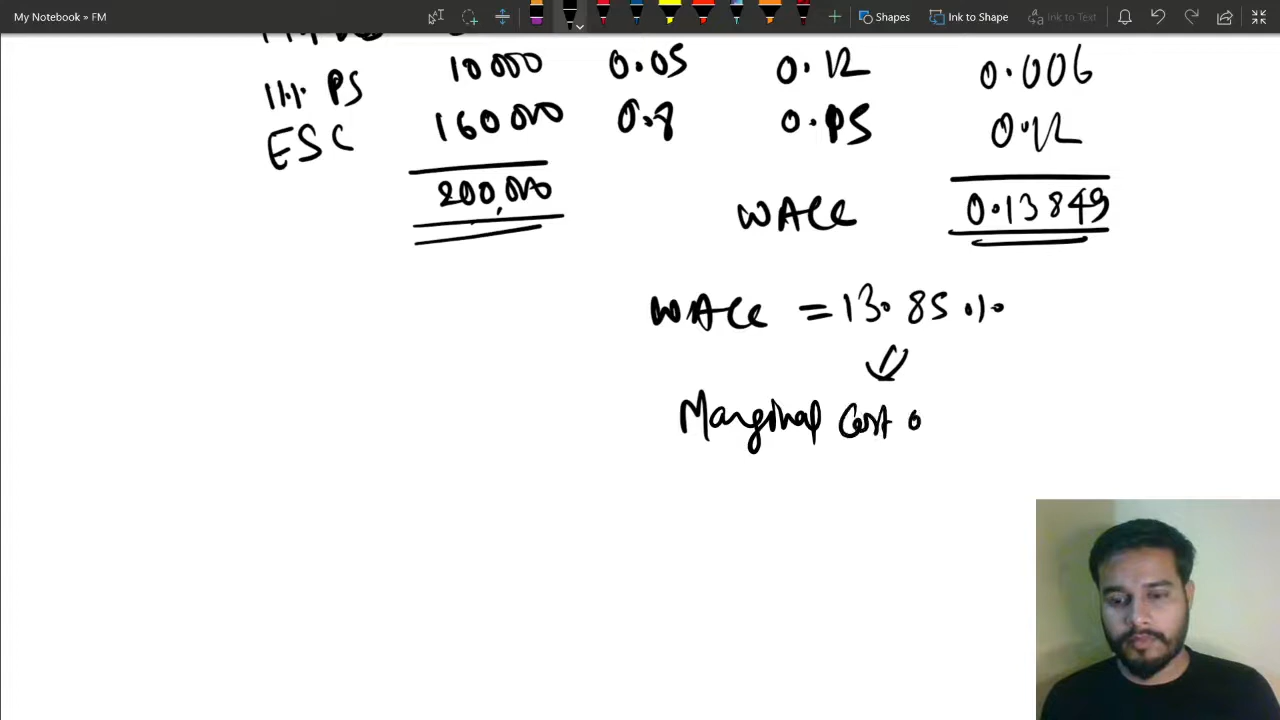 My Notebook » FM
Shapes
Ink to Shape
Ink to Text
11% PS 10000 0.05 0.12 0.006
ESC 160000 0.8 0.15 0.12
200,000
WACC 0.13849
WACC = 13.85%
Marginal Cost o